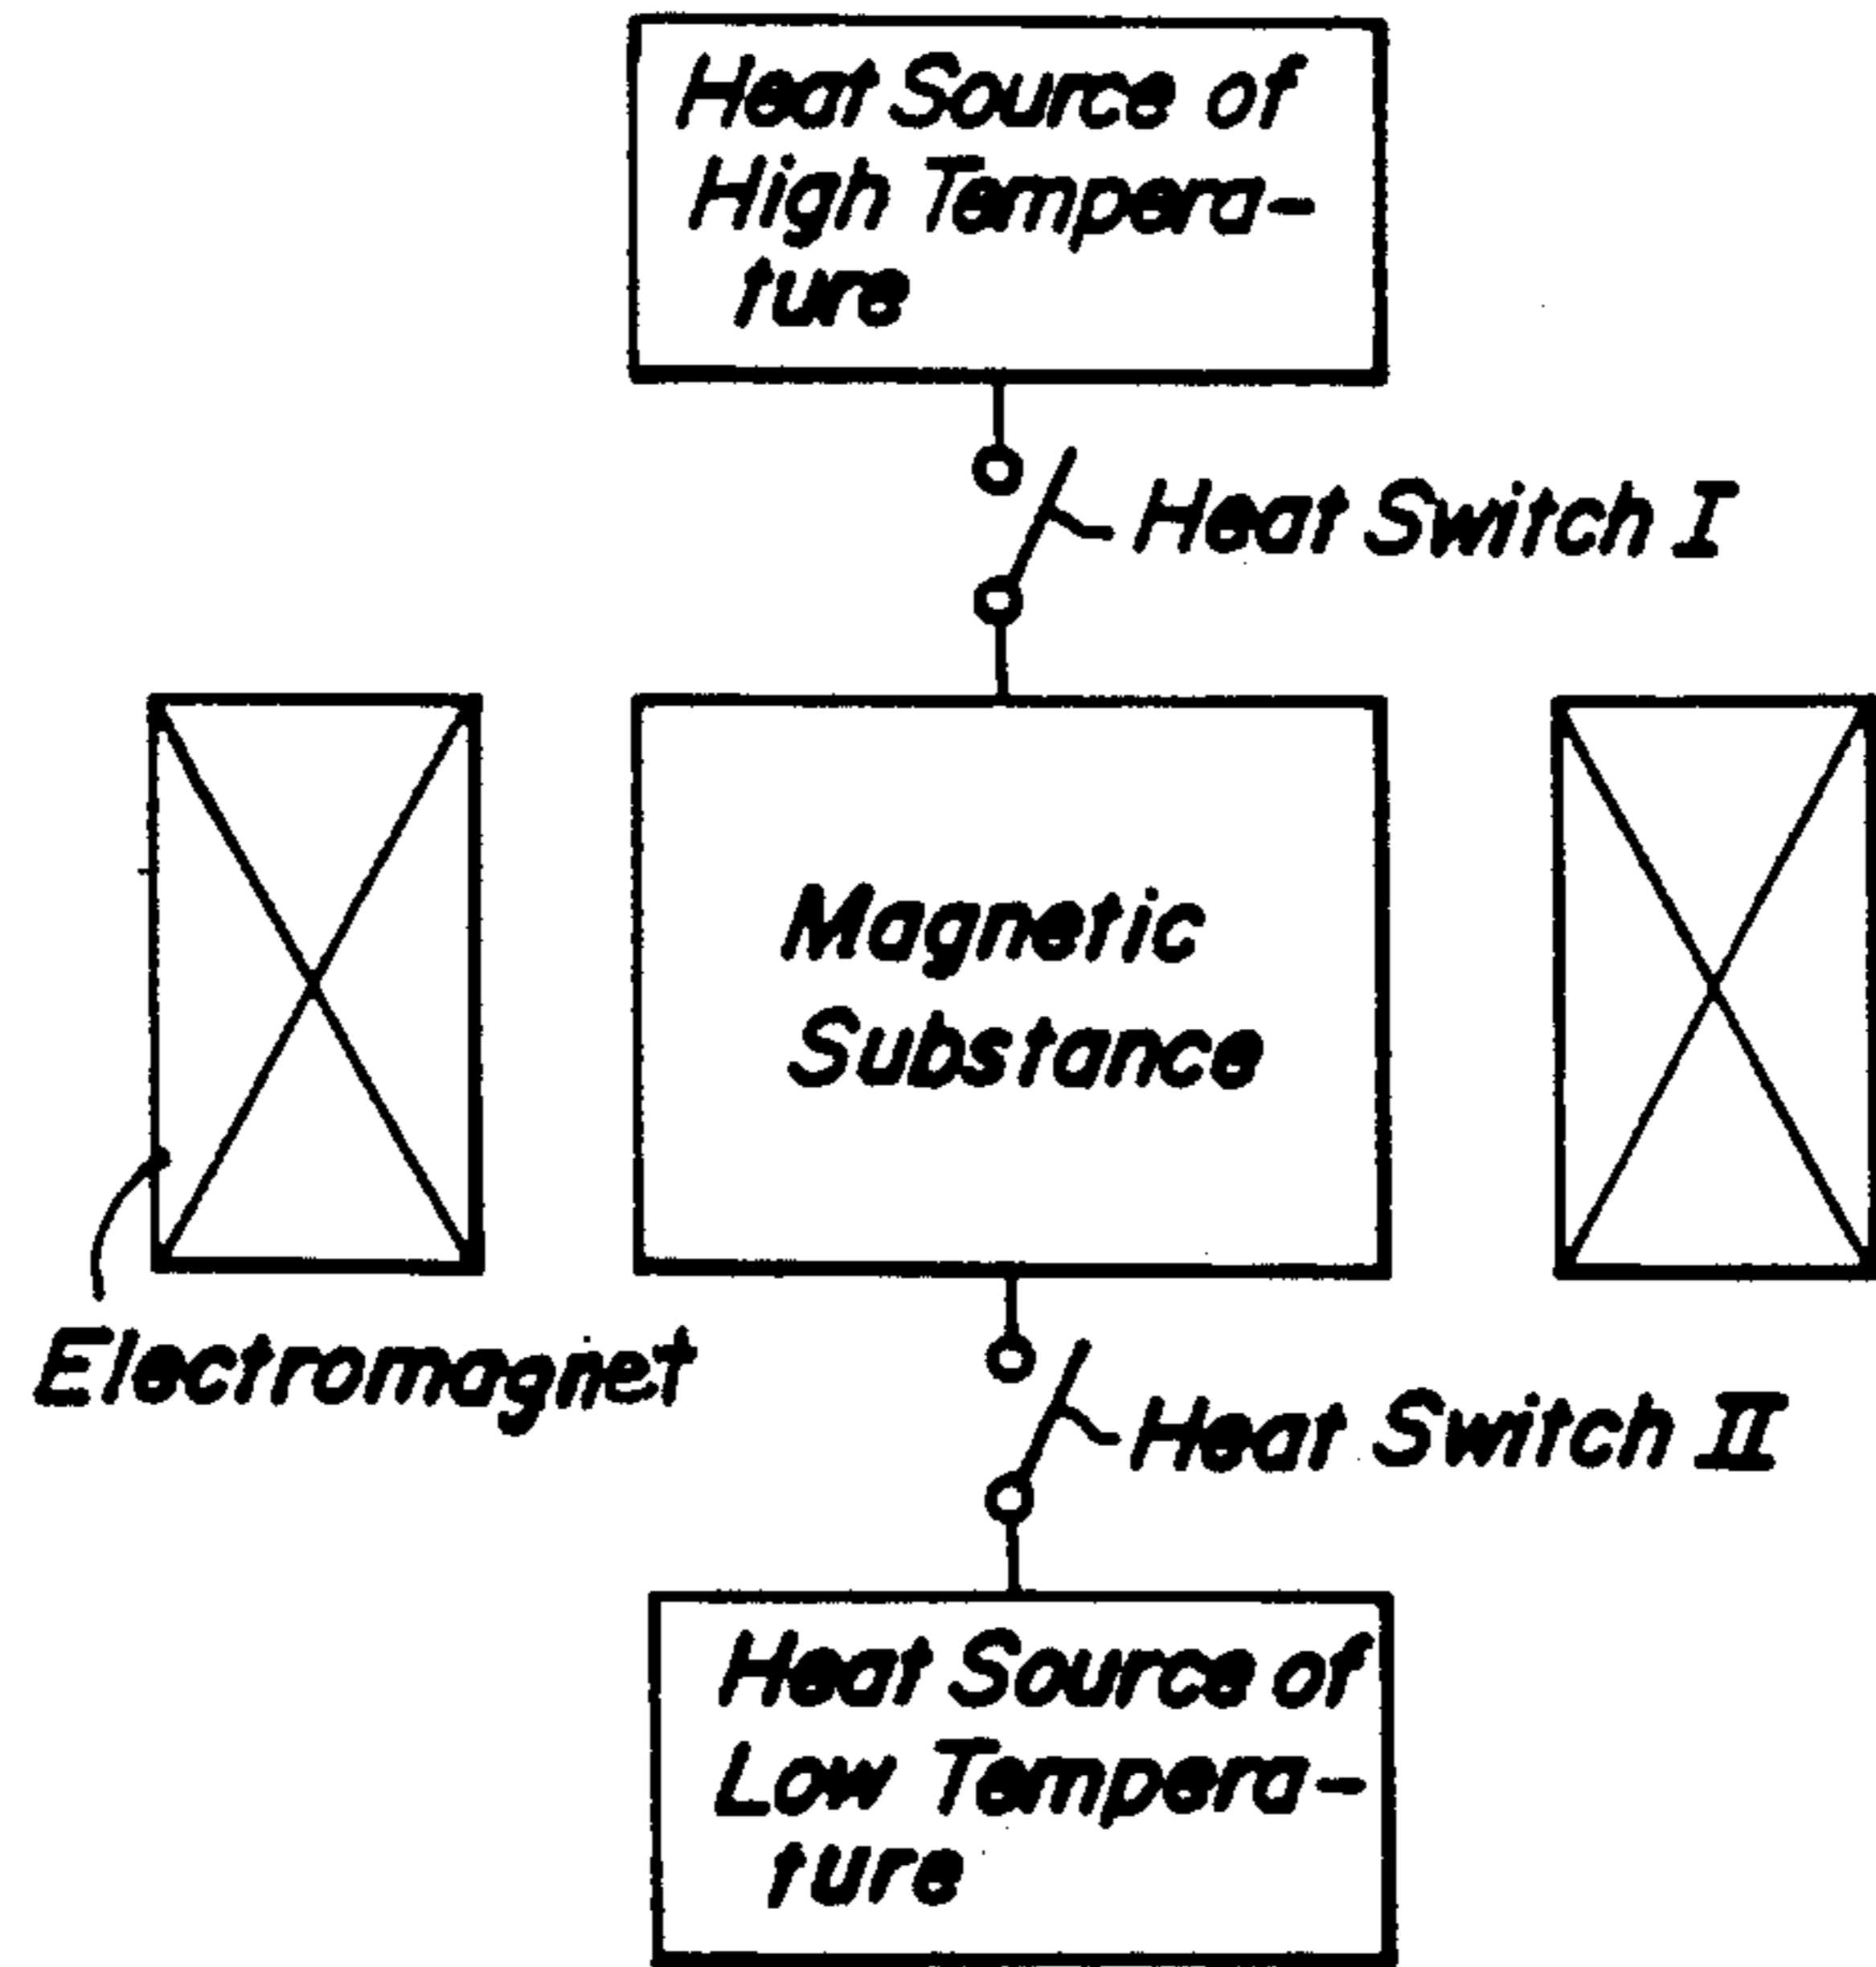 Heat Source of
High Tempera-
ture
Heat Switch I
Magnetic
Substance
Electromagnet
Heat Switch II
Heat Source of
Low Tempera-
ture